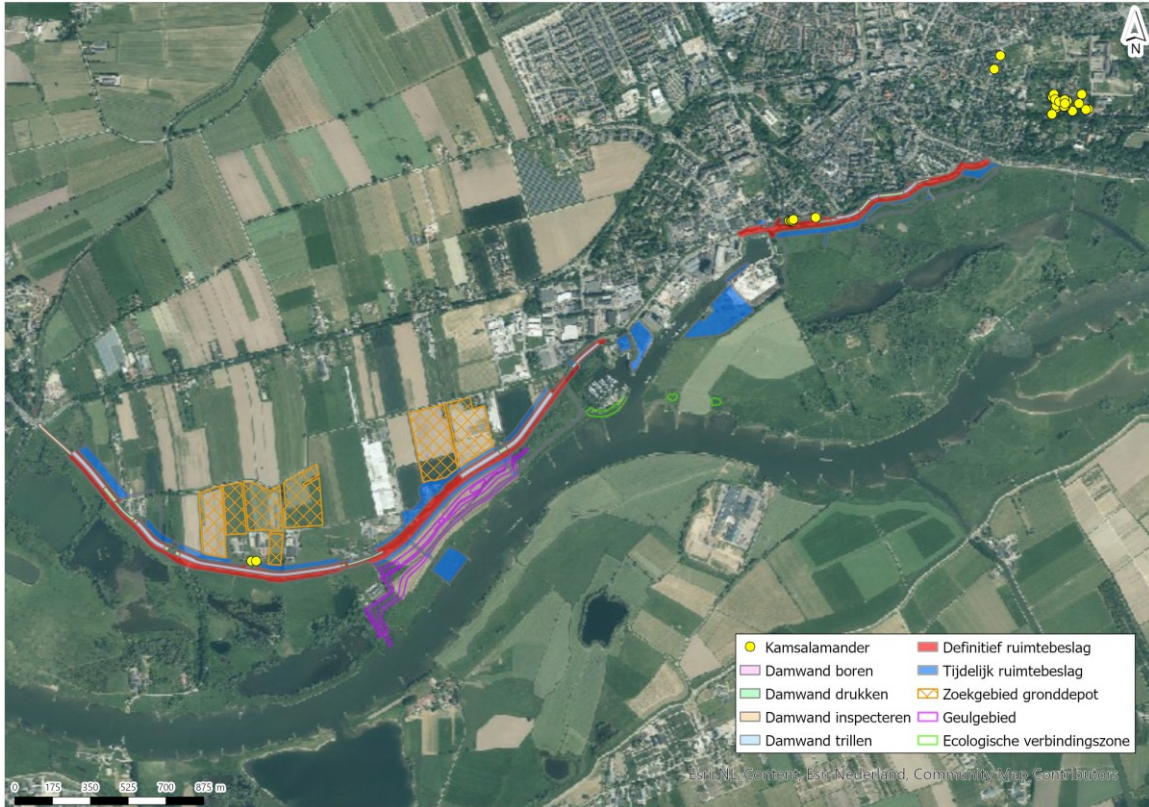 N
Kamsalamander
Damwand boren
Damwand drukken
Damwand inspecteren
Damwand trillen
Definitief ruimtebeslag
Tijdelijk ruimtebeslag
Zoekgebied gronddepot
Geulgebied
Ecologische verbindingszone
Esri NL, Content, Esri Nederland, Community Map Contributors
0 175 350 525 700 875 m